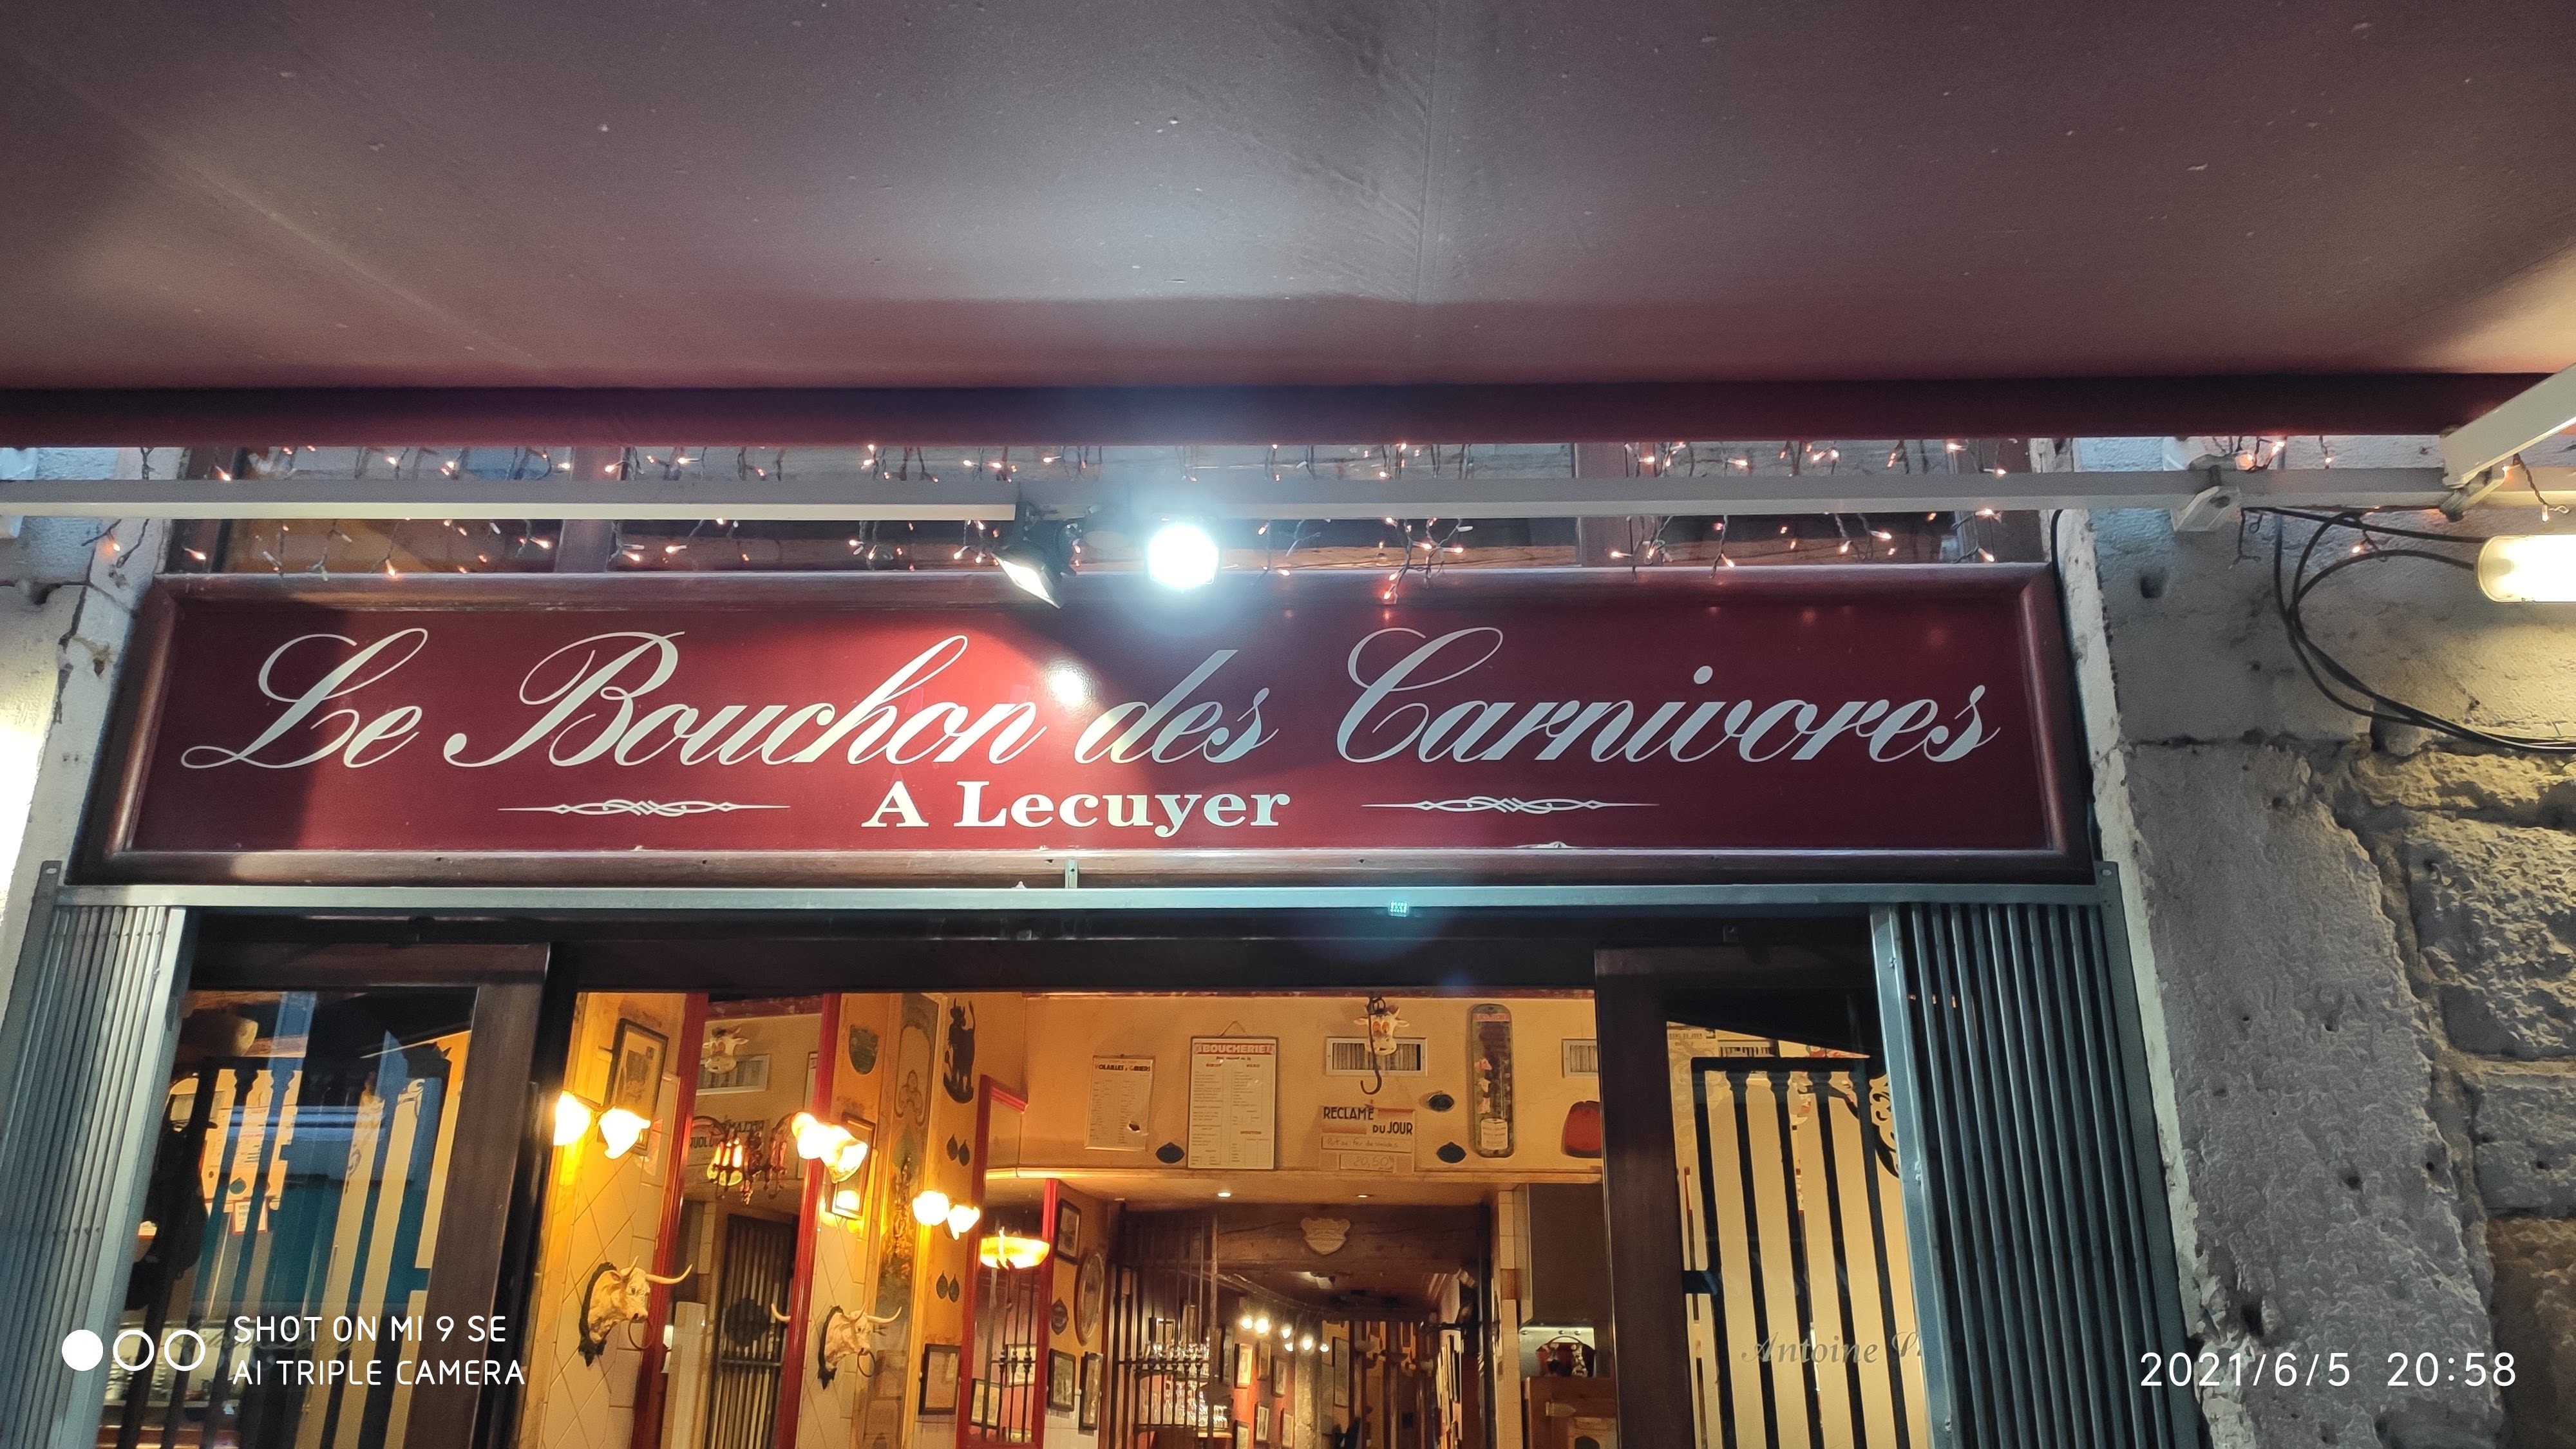 Le Bouchon des Carnivores
A Lecuyer
BOUCHERIE
RECLAME
DU JOUR
Antoine
SHOT ON MI 9 SE
AI TRIPLE CAMERA
2021/6/5 20:58